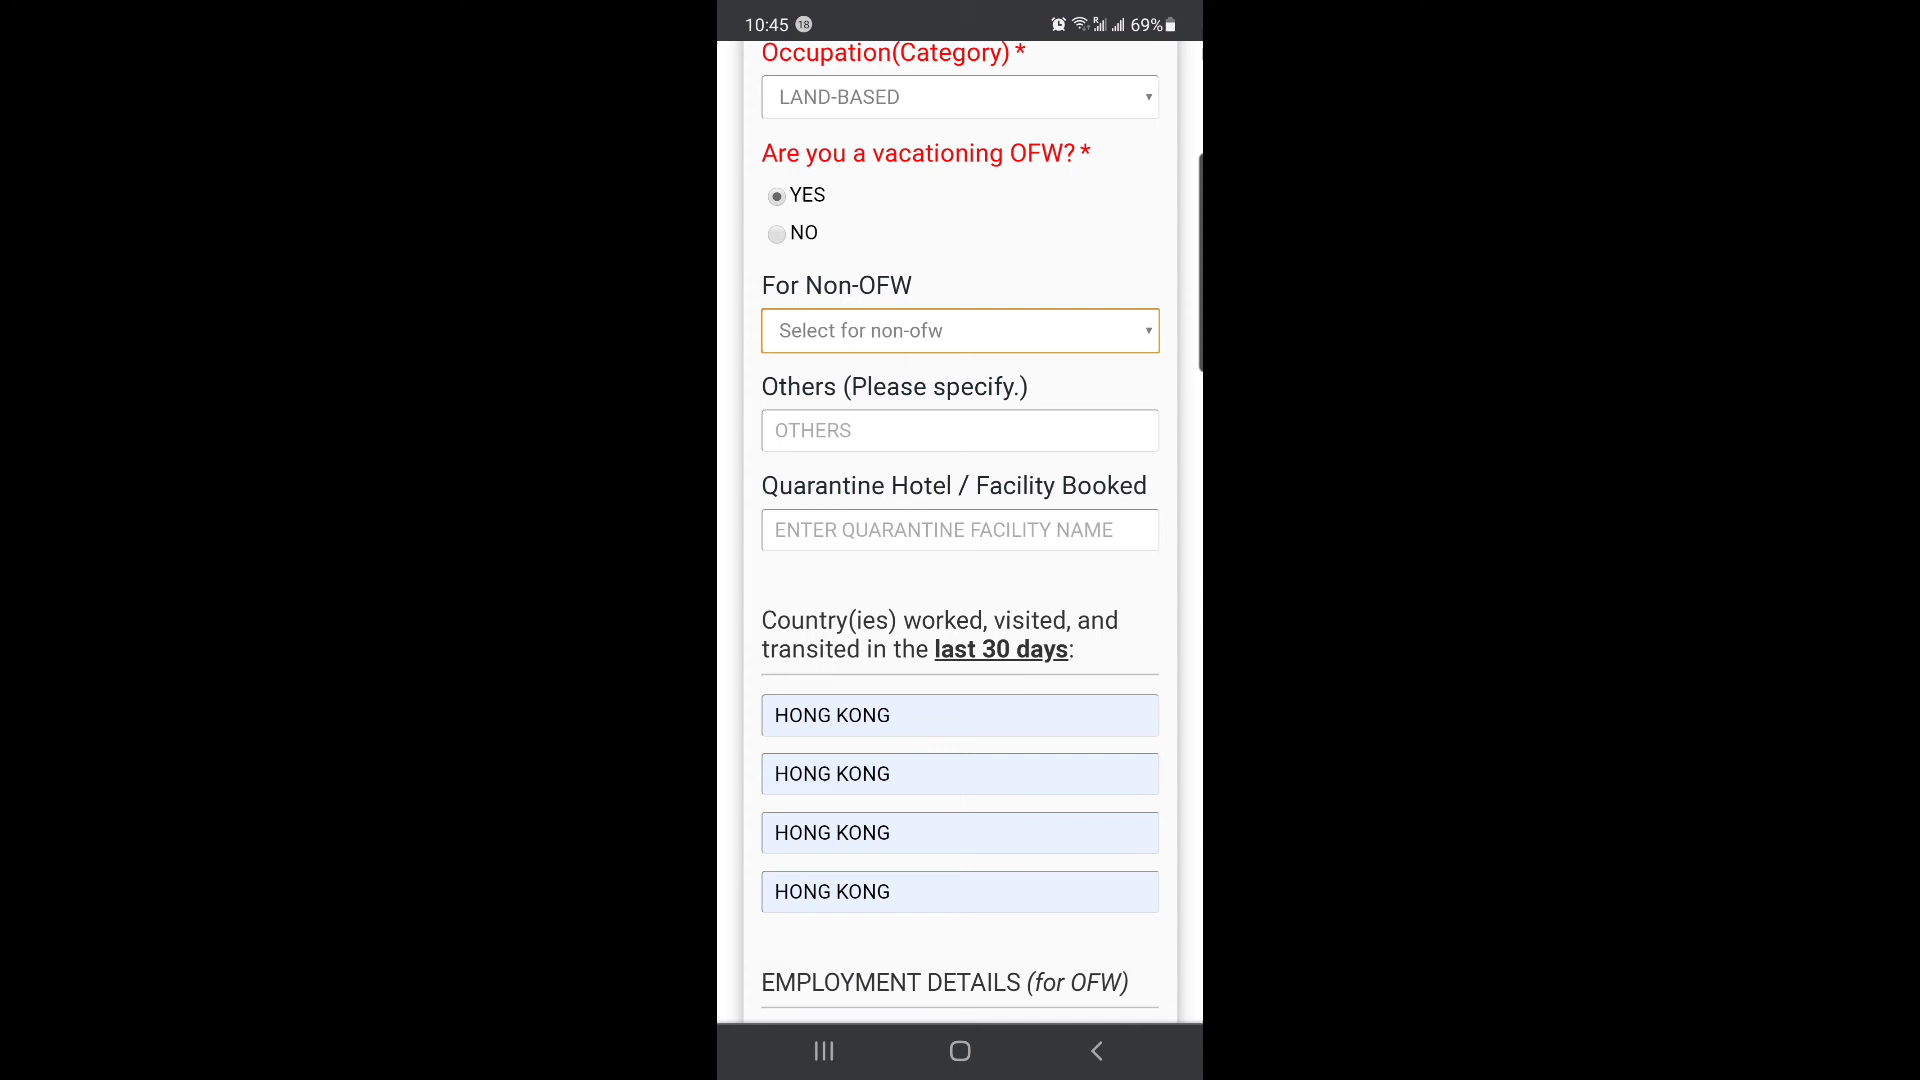 10:45 18 69%
Occupation(Category) *
LAND-BASED
Are you a vacationing OFW? *
YES
NO
For Non-OFW
Select for non-ofw
Others (Please specify.)
OTHERS
Quarantine Hotel / Facility Booked
ENTER QUARANTINE FACILITY NAME
Country(ies) worked, visited, and
transited in the last 30 days:
HONG KONG
HONG KONG
HONG KONG
HONG KONG
EMPLOYMENT DETAILS (for OFW)